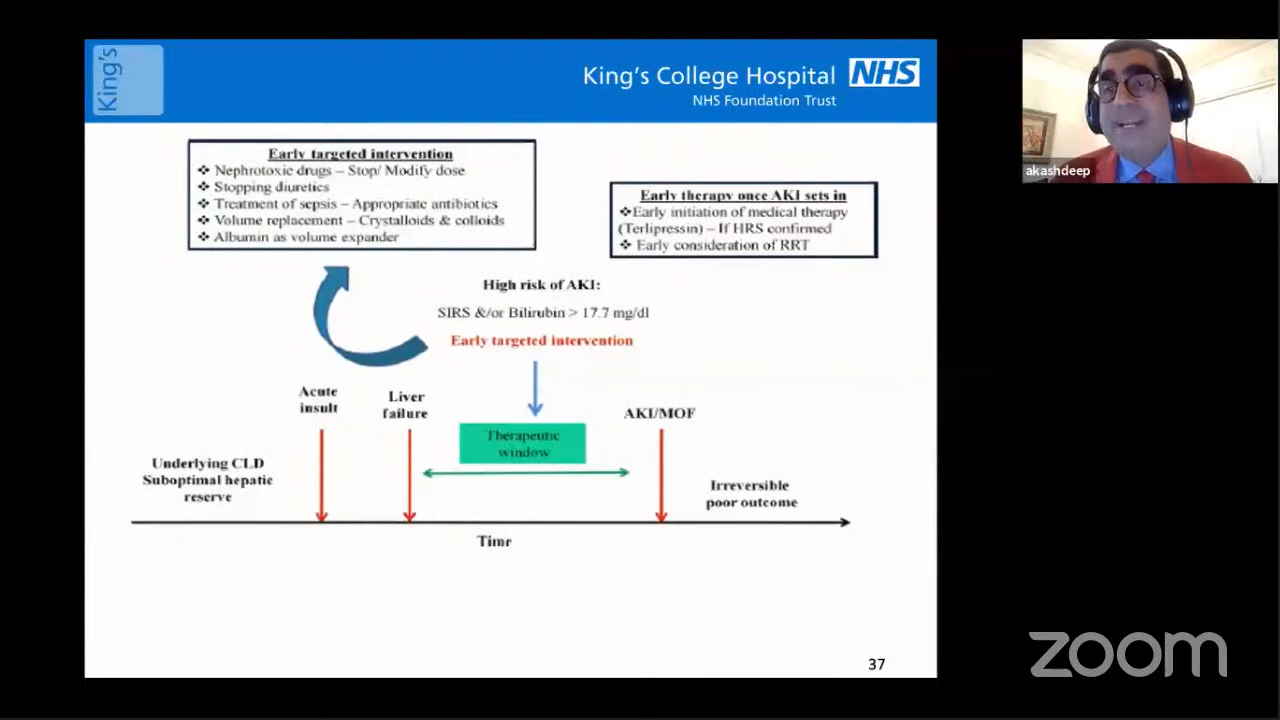 King's
King's College Hospital NHS
NHS Foundation Trust
akashdeep
Early targeted intervention
❖ Nephrotoxic drugs – Stop/ Modify dose
❖ Stopping diuretics
❖ Treatment of sepsis – Appropriate antibiotics
❖ Volume replacement – Crystalloids & colloids
❖ Albumin as volume expander
Early therapy once AKI sets in
❖Early initiation of medical therapy
(Terlipressin) – If HRS confirmed
❖ Early consideration of RRT
High risk of AKI:
SIRS &/or Bilirubin > 17.7 mg/dl
Early targeted intervention
Acute
insult
Liver
failure
AKI/MOF
Therapeutic
window
Underlying CLD
Suboptimal hepatic
reserve
Irreversible
poor outcome
Time
37
zoom